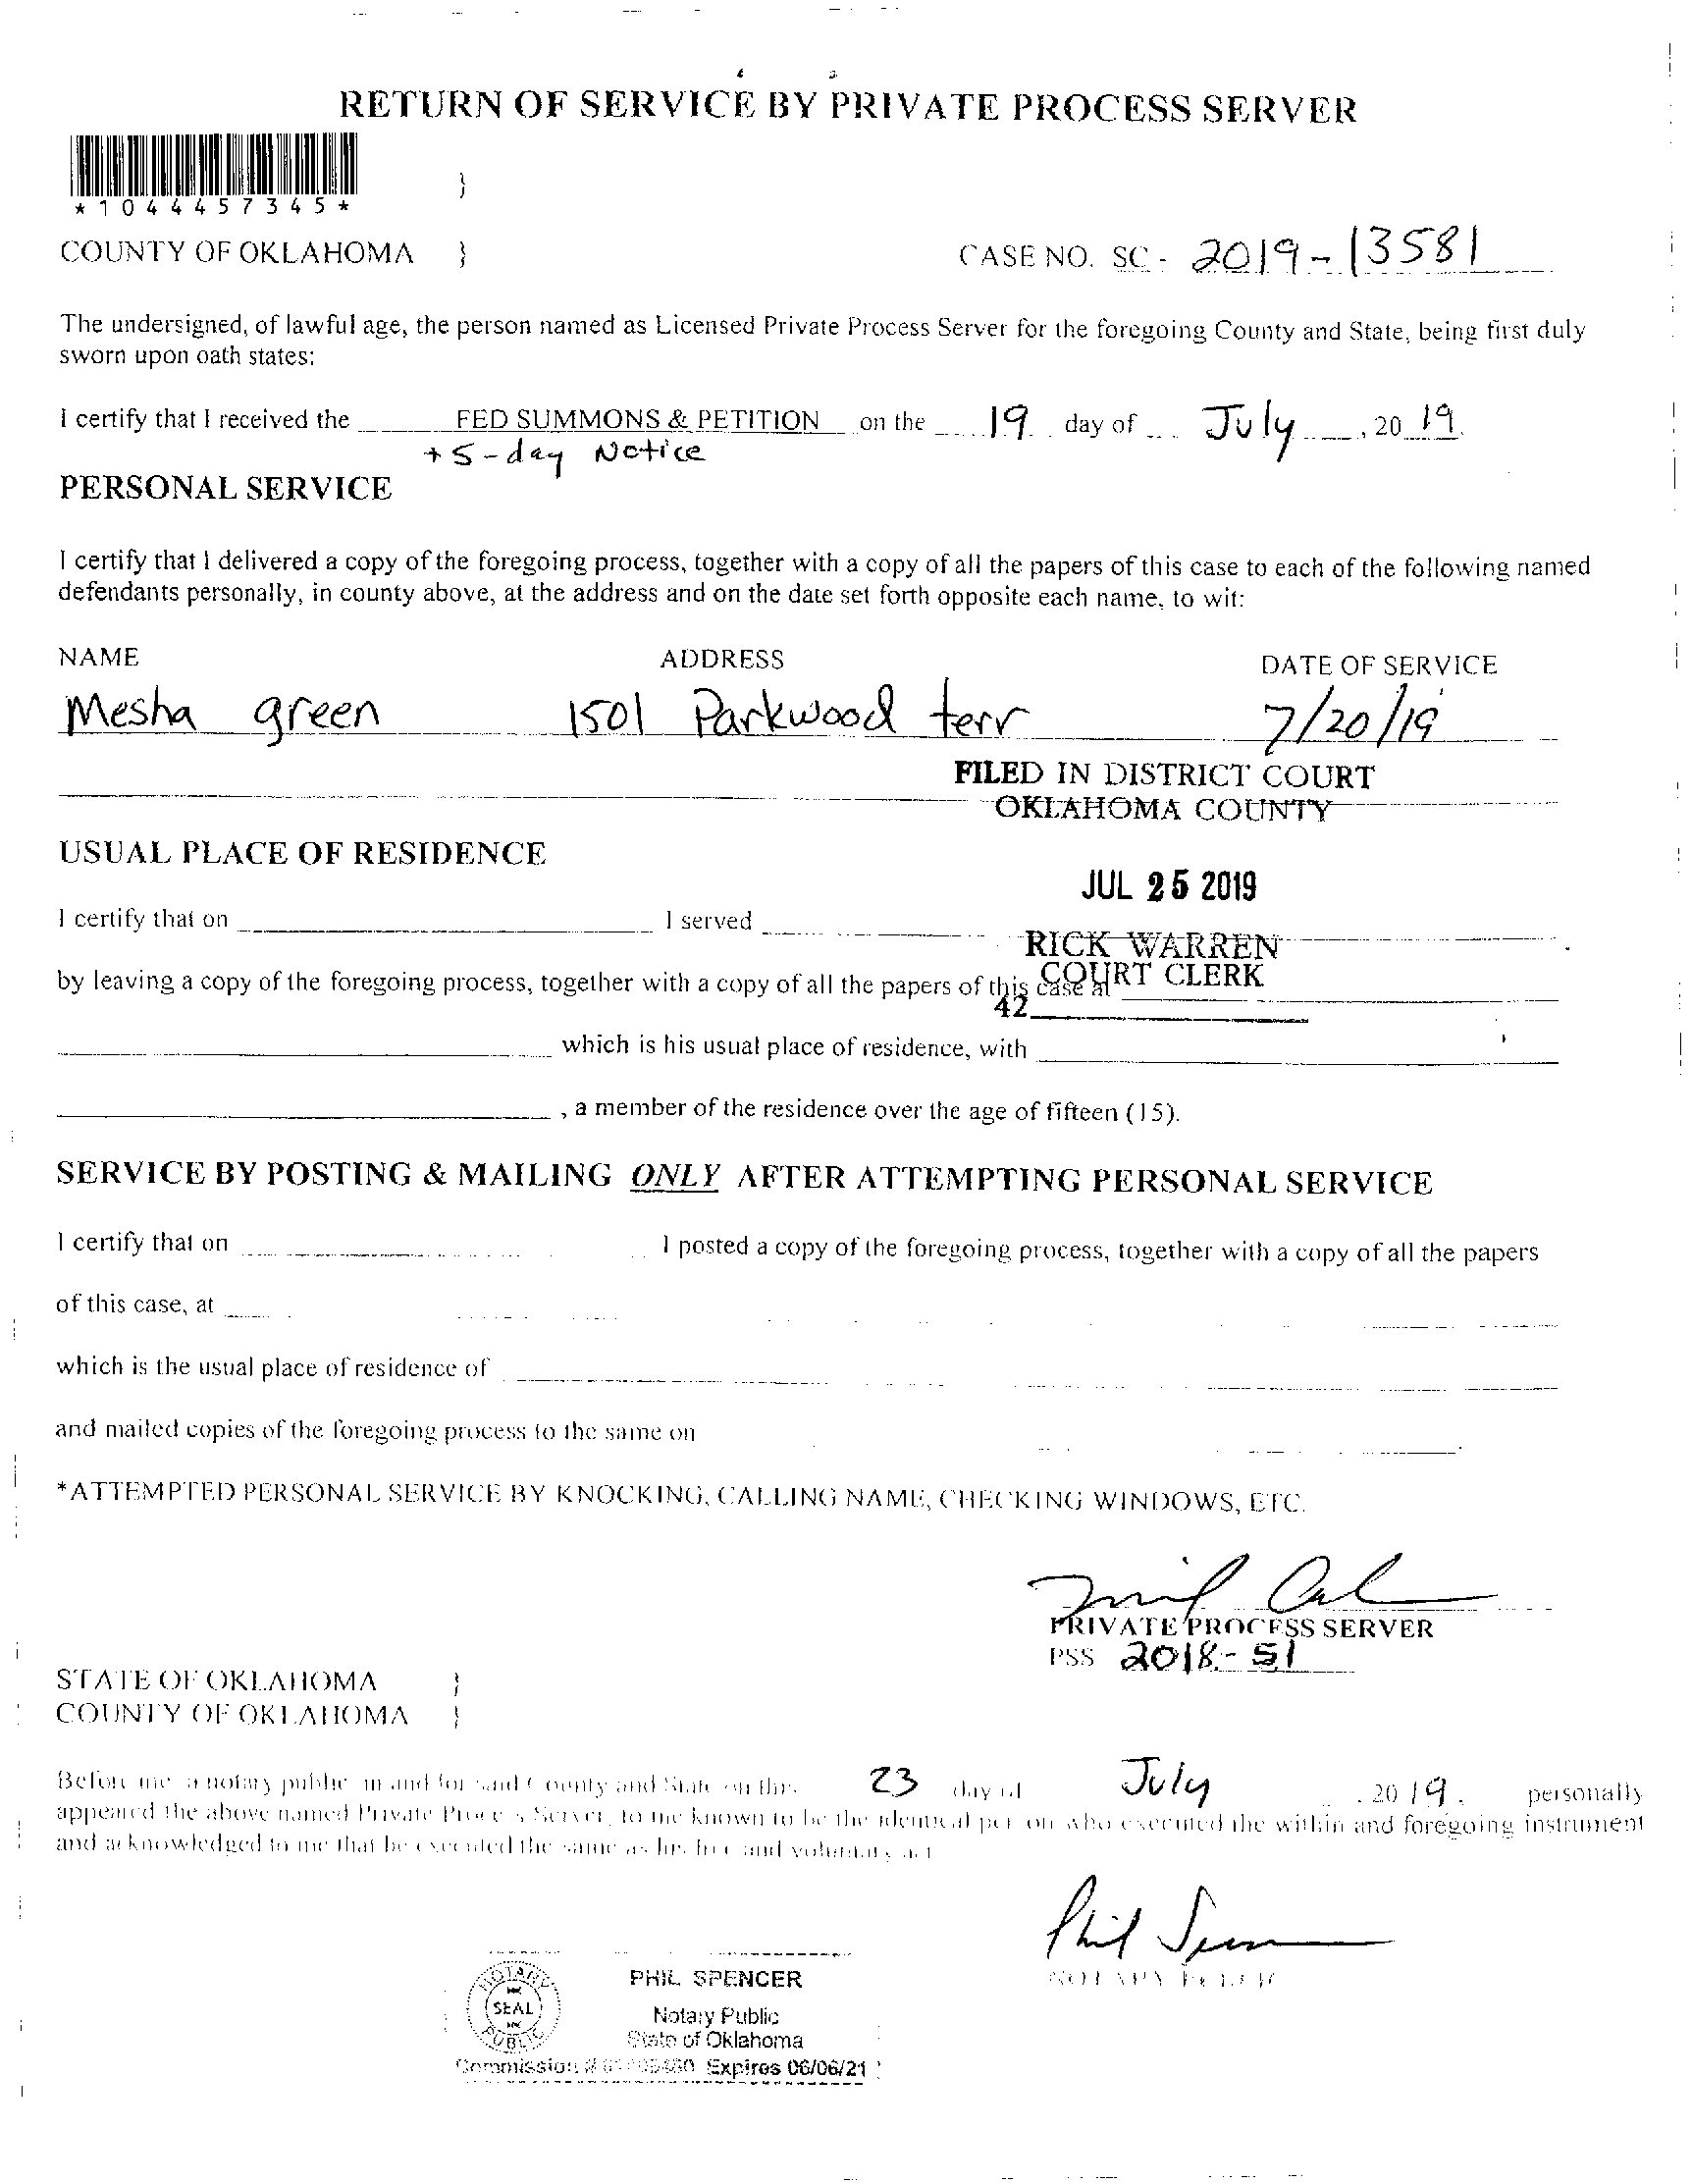 RETURN OF SERVICE BY PRIVATE PROCESS SERVER
}
*1044457345*
COUNTY OF OKLAHOMA } CASE NO. SC- 2019-13581
The undersigned, of lawful age, the person named as Licensed Private Process Server for the foregoing County and State, being first duly
sworn upon oath states:
I certify that I received the FED SUMMONS & PETITION on the 19 day of July, 20 19.
+ 5-day Notice
PERSONAL SERVICE
I certify that I delivered a copy of the foregoing process, together with a copy of all the papers of this case to each of the following named
defendants personally, in county above, at the address and on the date set forth opposite each name, to wit:
NAME ADDRESS DATE OF SERVICE
Mesha green 1501 Parkwood terr 7/20/19
FILED IN DISTRICT COURT
OKLAHOMA COUNTY
USUAL PLACE OF RESIDENCE
JUL 25 2019
I certify that on I served
RICK WARREN
COURT CLERK
by leaving a copy of the foregoing process, together with a copy of all the papers of this case at
42
which is his usual place of residence, with
, a member of the residence over the age of fifteen (15).
SERVICE BY POSTING & MAILING ONLY AFTER ATTEMPTING PERSONAL SERVICE
I certify that on I posted a copy of the foregoing process, together with a copy of all the papers
of this case, at
which is the usual place of residence of
and mailed copies of the foregoing process to the same on .
*ATTEMPTED PERSONAL SERVICE BY KNOCKING, CALLING NAME, CHECKING WINDOWS, ETC.
PRIVATE PROCESS SERVER
PSS 2018-51
STATE OF OKLAHOMA }
COUNTY OF OKLAHOMA }
Before me a notary public in and for said County and State on this 23 day of July, 20 19. personally
appeared the above named Private Process Server, to me known to be the identical person who executed the within and foregoing instrument
and acknowledged to me that he executed the same as his free and voluntary act
Phil Spencer
NOTARY PUBLIC
NOTARY SEAL PUBLIC
PHIL SPENCER
Notary Public
State of Oklahoma
Commission # Expires 06/06/21